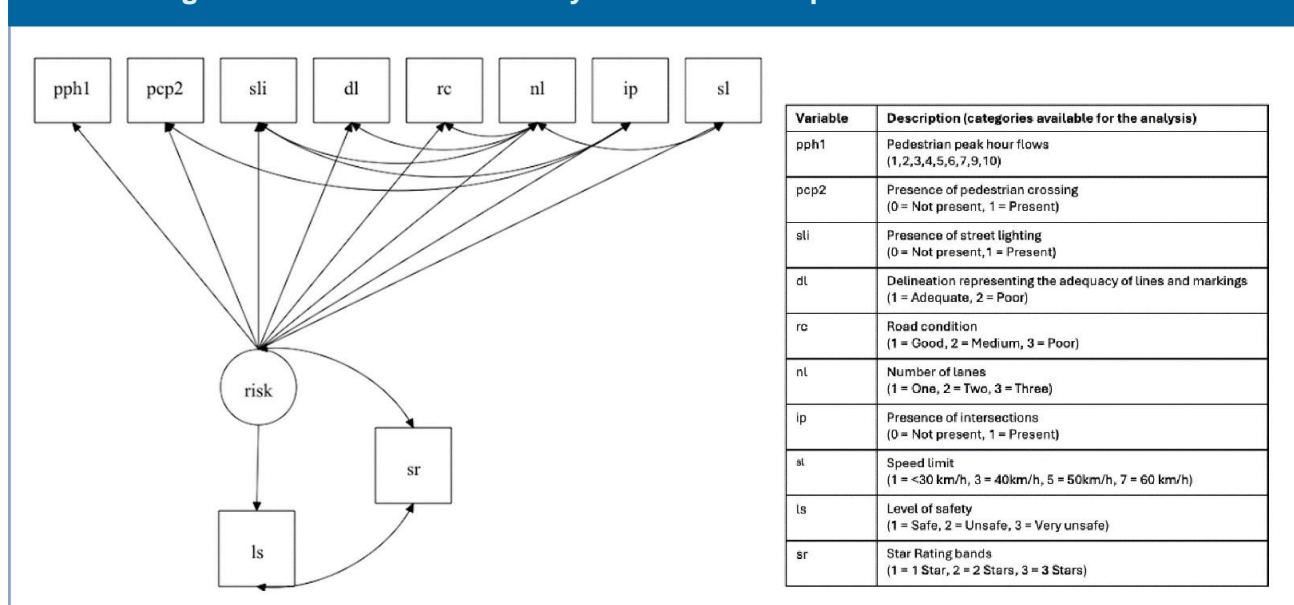 pph1 pcp2 sli dl rc nl ip sl
risk
sr
ls
Variable Description (categories available for the analysis)
pph1 Pedestrian peak hour flows
(1,2,3,4,5,6,7,9,10)
pcp2 Presence of pedestrian crossing
(0 = Not present, 1 = Present)
sli Presence of street lighting
(0 = Not present, 1 = Present)
dl Delineation representing the adequacy of lines and markings
(1 = Adequate, 2 = Poor)
rc Road condition
(1 = Good, 2 = Medium, 3 = Poor)
nl Number of lanes
(1 = One, 2 = Two, 3 = Three)
ip Presence of intersections
(0 = Not present, 1 = Present)
sl Speed limit
(1 = <30 km/h, 3 = 40km/h, 5 = 50km/h, 7 = 60 km/h)
ls Level of safety
(1 = Safe, 2 = Unsafe, 3 = Very unsafe)
sr Star Rating bands
(1 = 1 Star, 2 = 2 Stars, 3 = 3 Stars)